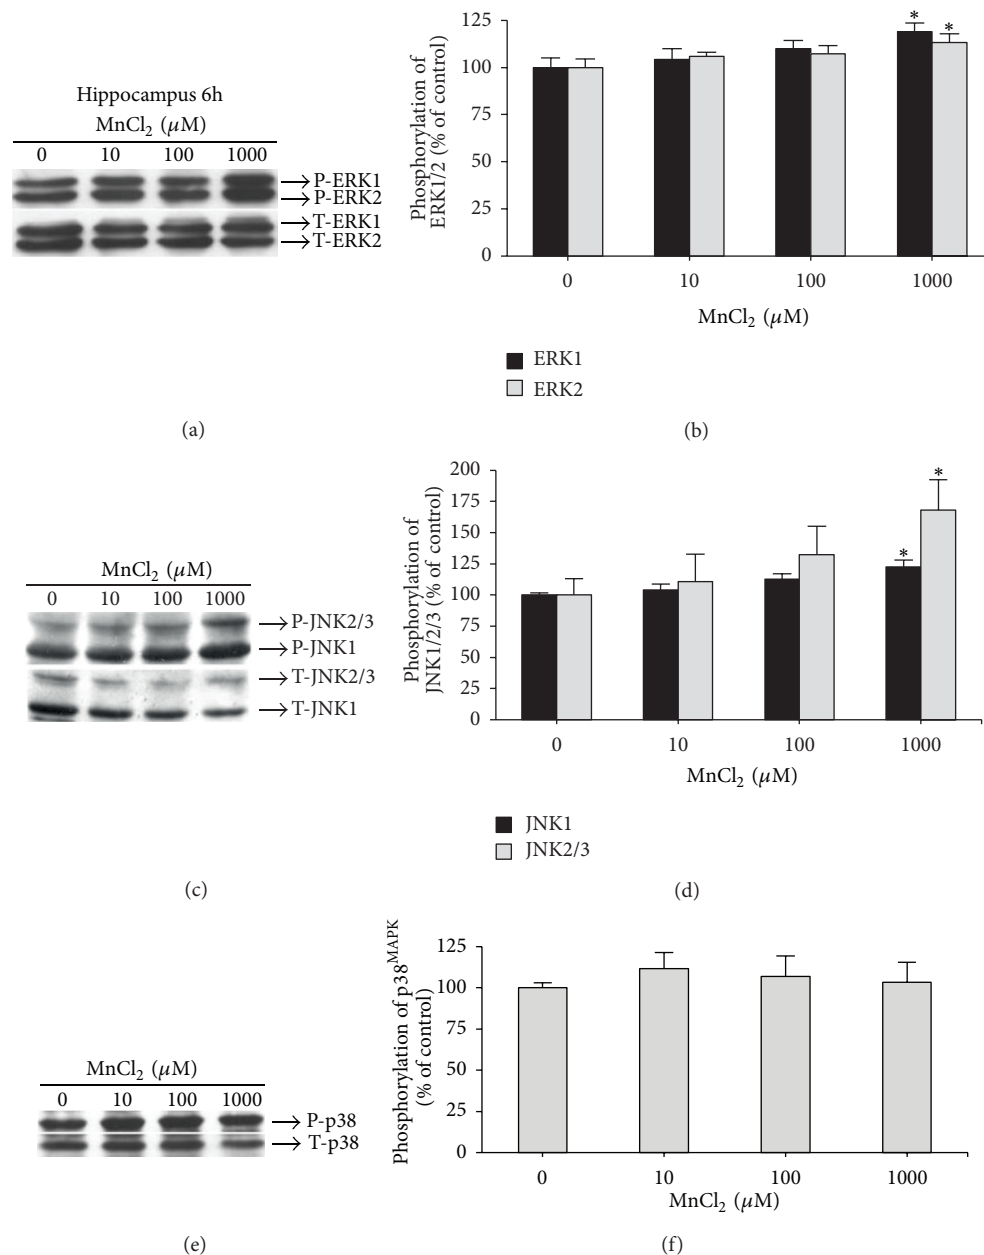 Hippocampus 6h
MnCl₂ (μM)
0 10 100 1000
P-ERK1
P-ERK2
T-ERK1
T-ERK2
(a)
Phosphorylation of
ERK1/2 (% of control)
125
100
75
50
25
0
* *
0 10 100 1000
MnCl₂ (μM)
ERK1
ERK2
(b)
MnCl₂ (μM)
0 10 100 1000
P-JNK2/3
P-JNK1
T-JNK2/3
T-JNK1
(c)
Phosphorylation of
JNK1/2/3 (% of control)
200
175
150
125
100
75
50
25
0
* *
0 10 100 1000
MnCl₂ (μM)
JNK1
JNK2/3
(d)
MnCl₂ (μM)
0 10 100 1000
P-p38
T-p38
(e)
Phosphorylation of p38ᴹᴬᴾᴷ
(% of control)
125
100
75
50
25
0
0 10 100 1000
MnCl₂ (μM)
(f)